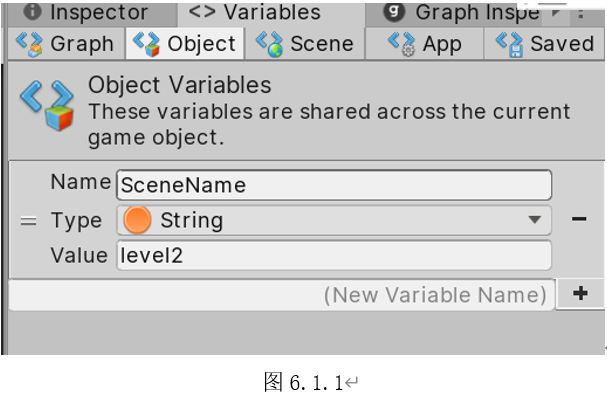 Inspector <> Variables g Graph Inspe
Graph Object Scene App Saved
Object Variables
These variables are shared across the current
game object.
Name SceneName
Type String
Value level2
(New Variable Name)
图 6.1.1